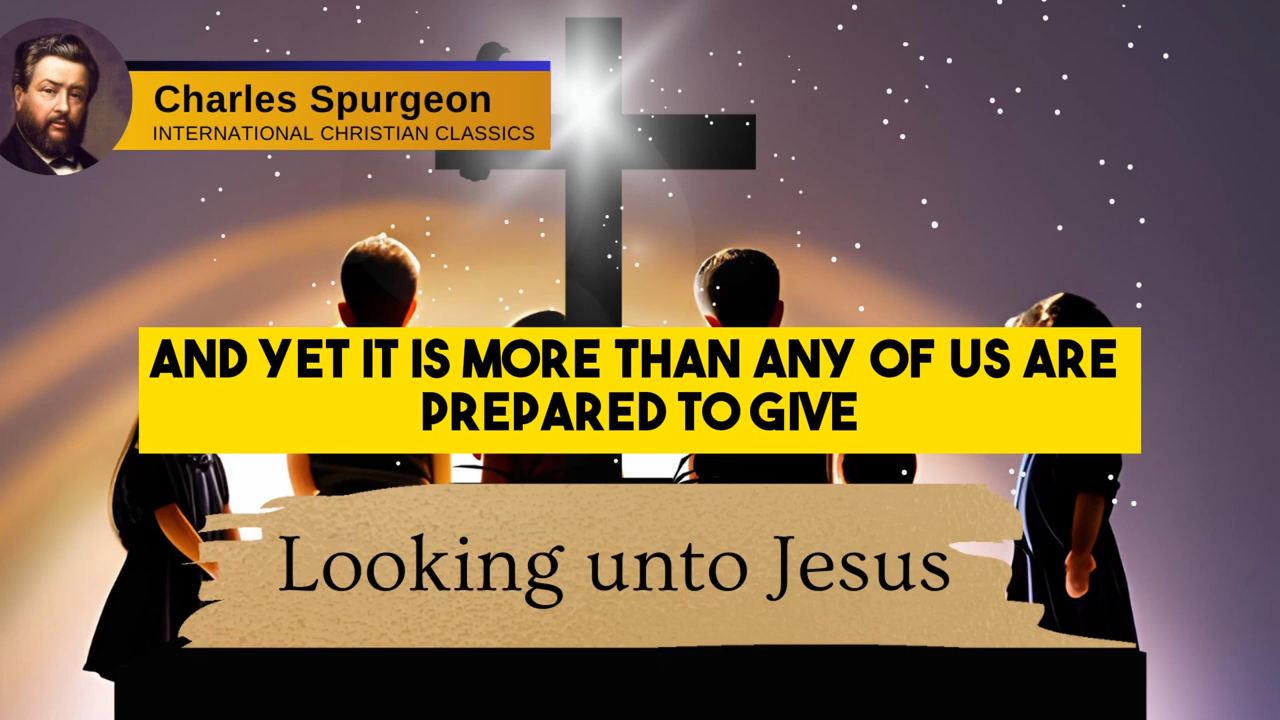 Charles Spurgeon
INTERNATIONAL CHRISTIAN CLASSICS
AND YET IT IS MORE THAN ANY OF US ARE
PREPARED TO GIVE
Looking unto Jesus